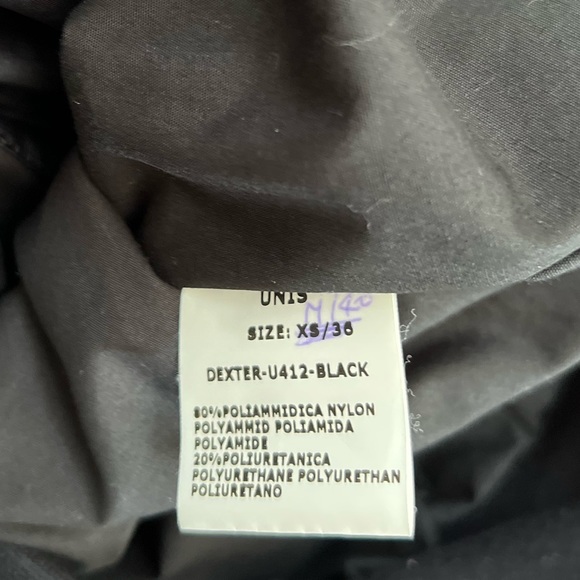 UNIS
M/40
SIZE: XS/36
DEXTER-U412-BLACK
80%POLIAMMIDICA NYLON
POLYAMMID POLIAMIDA
POLYAMIDE
20%POLIURETANICA
POLYURETHANE POLYURETHAN
POLIURETANO